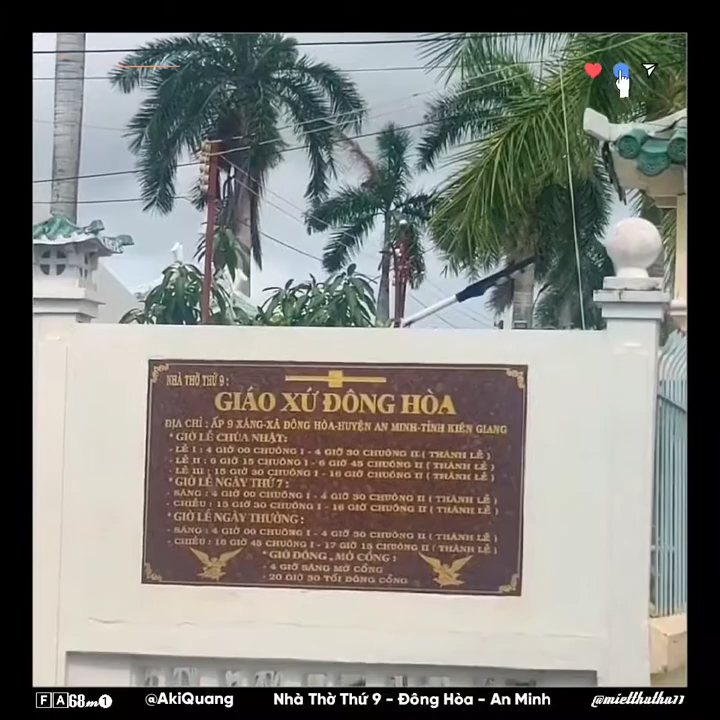 NHÀ THỜ THỨ 9 :
GIÁO XỨ ĐÔNG HÒA
ĐỊA CHỈ : ẤP 9 XÁNG-XÃ ĐÔNG HÒA-HUYỆN AN MINH-TỈNH KIÊN GIANG
* GIỜ LỄ CHÚA NHẬT:
- LỄ I : 4 GIỜ 00 CHUÔNG I - 4 GIỜ 30 CHUÔNG II ( THÁNH LỄ )
- LỄ II : 6 GIỜ 15 CHUÔNG I - 6 GIỜ 45 CHUÔNG II ( THÁNH LỄ )
- LỄ III : 15 GIỜ 30 CHUÔNG I - 16 GIỜ CHUÔNG II ( THÁNH LỄ )
* GIỜ LỄ NGÀY THỨ 7 :
- SÁNG : 4 GIỜ 00 CHUÔNG I - 4 GIỜ 30 CHUÔNG II ( THÁNH LỄ )
- CHIỀU : 15 GIỜ 30 CHUÔNG I - 16 GIỜ CHUÔNG II ( THÁNH LỄ )
* GIỜ LỄ NGÀY THƯỜNG :
- SÁNG : 4 GIỜ 00 CHUÔNG I - 4 GIỜ 30 CHUÔNG II ( THÁNH LỄ )
- CHIỀU : 16 GIỜ 45 CHUÔNG I - 17 GIỜ 15 CHUÔNG II ( THÁNH LỄ )
* GIỜ ĐÓNG , MỞ CỔNG :
- 4 GIỜ SÁNG MỞ CỔNG
- 20 GIỜ 30 TỐI ĐÓNG CỔNG
FA68m1 @AkiQuang Nhà Thờ Thứ 9 - Đông Hòa - An Minh @mietthuthu11